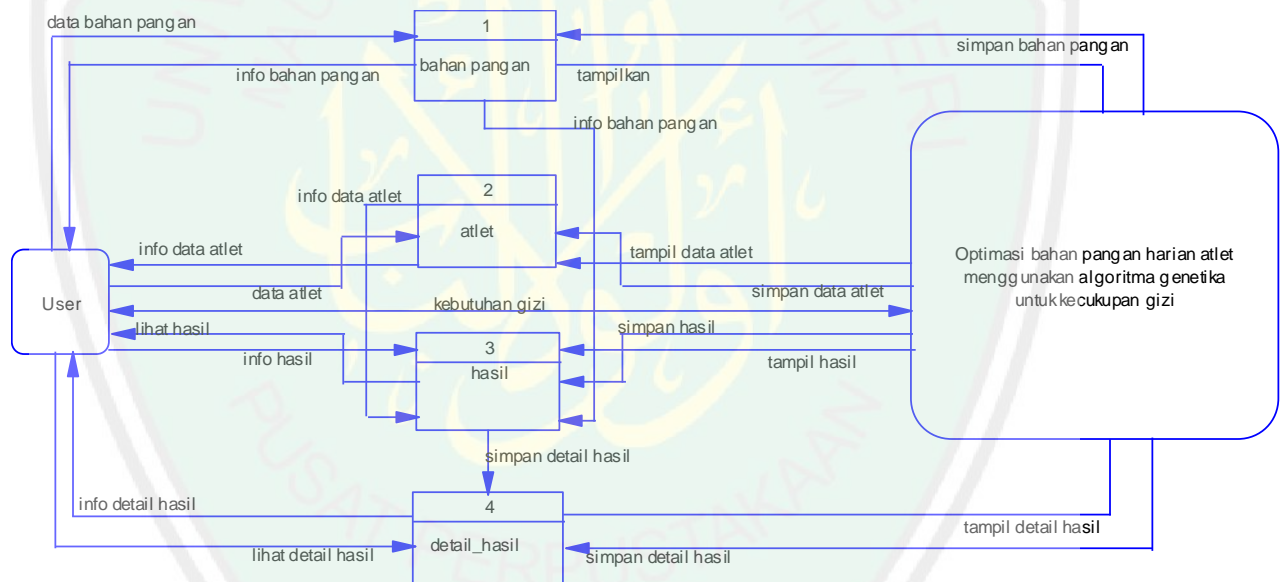 data bahan pangan
1
simpan bahan pangan
info bahan pangan
bahan pangan
tampilkan
info bahan pangan
info data atlet
2
atlet
info data atlet
tampil data atlet
Optimasi bahan pangan harian atlet
menggunakan algoritma genetika
untuk kecukupan gizi
User
data atlet
simpan data atlet
kebutuhan gizi
lihat hasil
simpan hasil
info hasil
3
hasil
tampil hasil
simpan detail hasil
info detail hasil
4
detail_hasil
tampil detail hasil
lihat detail hasil
simpan detail hasil
PUSAT PERPUSTAKAAN